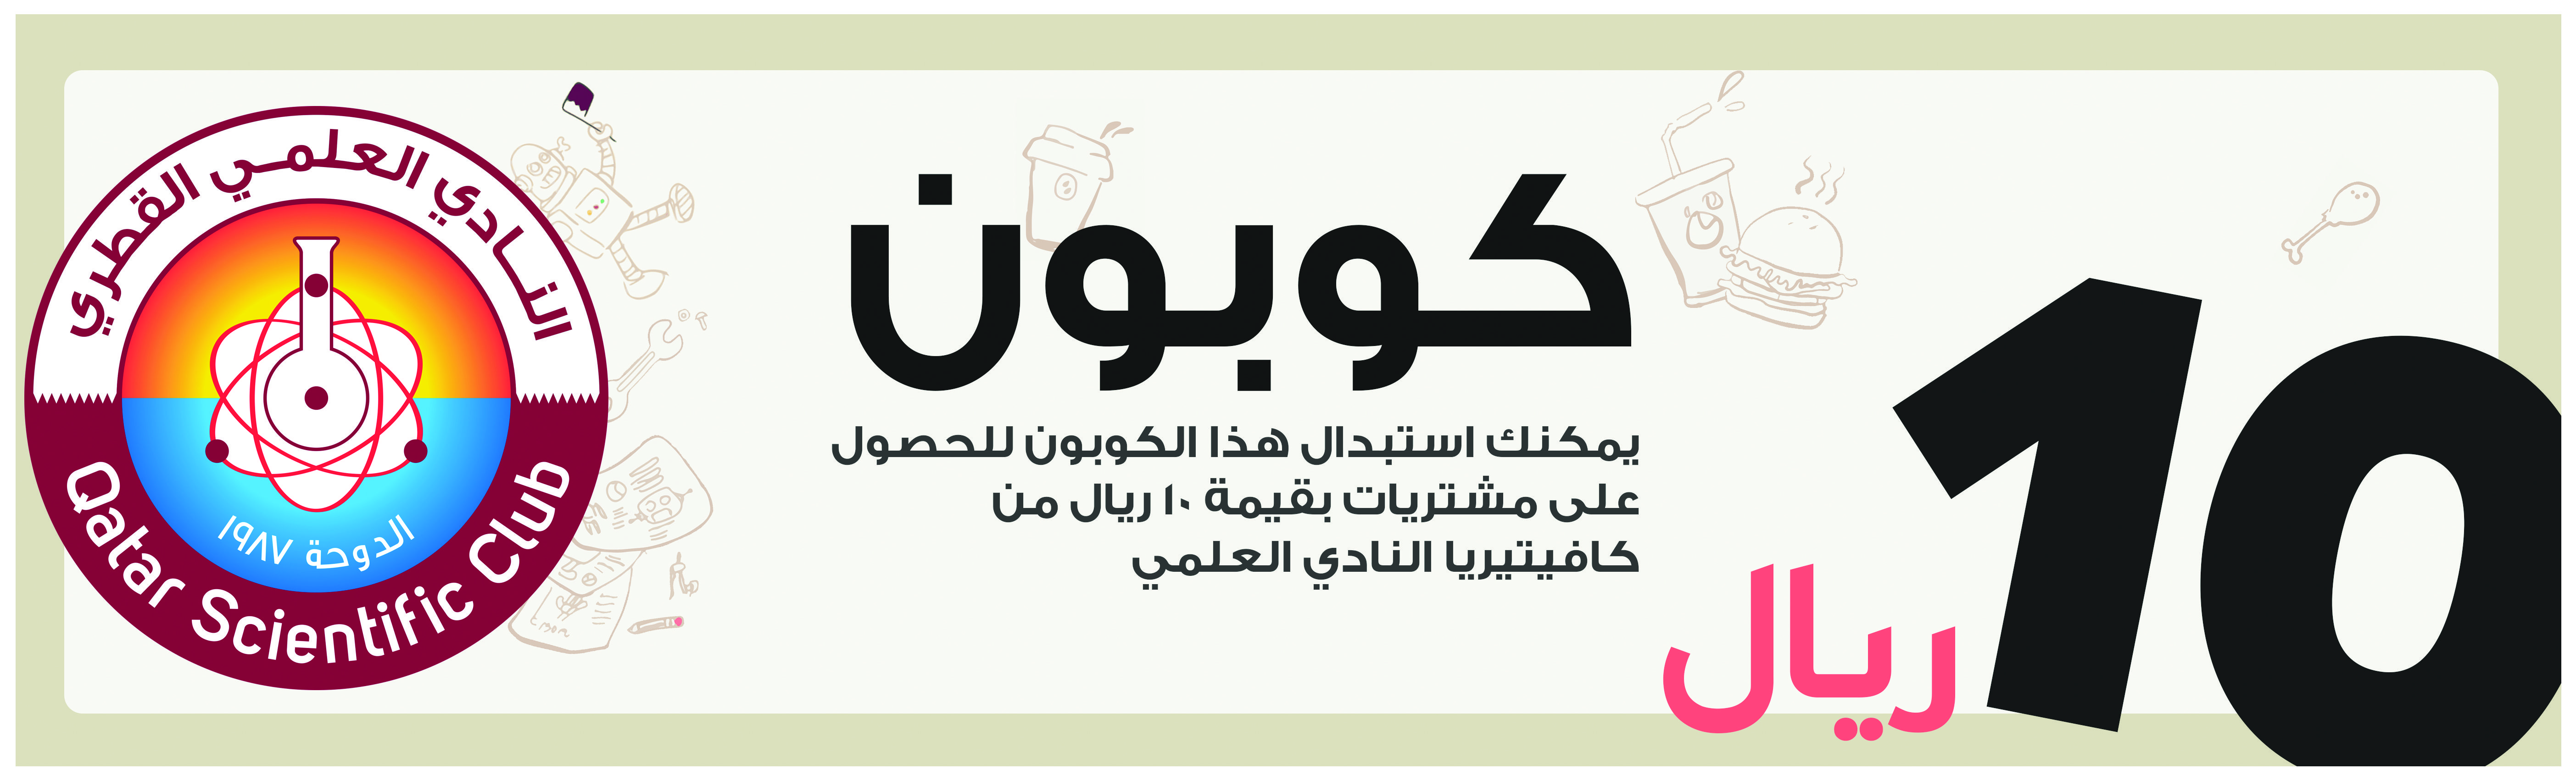 كوبون
يمكنك استبدال هذا الكوبون للحصول
على مشتريات بقيمة ١٠ ريال من
كافيتيريا النادي العلمي
10
ريال
النادي العلمي القطري
الدوحة ١٩٨٧
Qatar Scientific Club